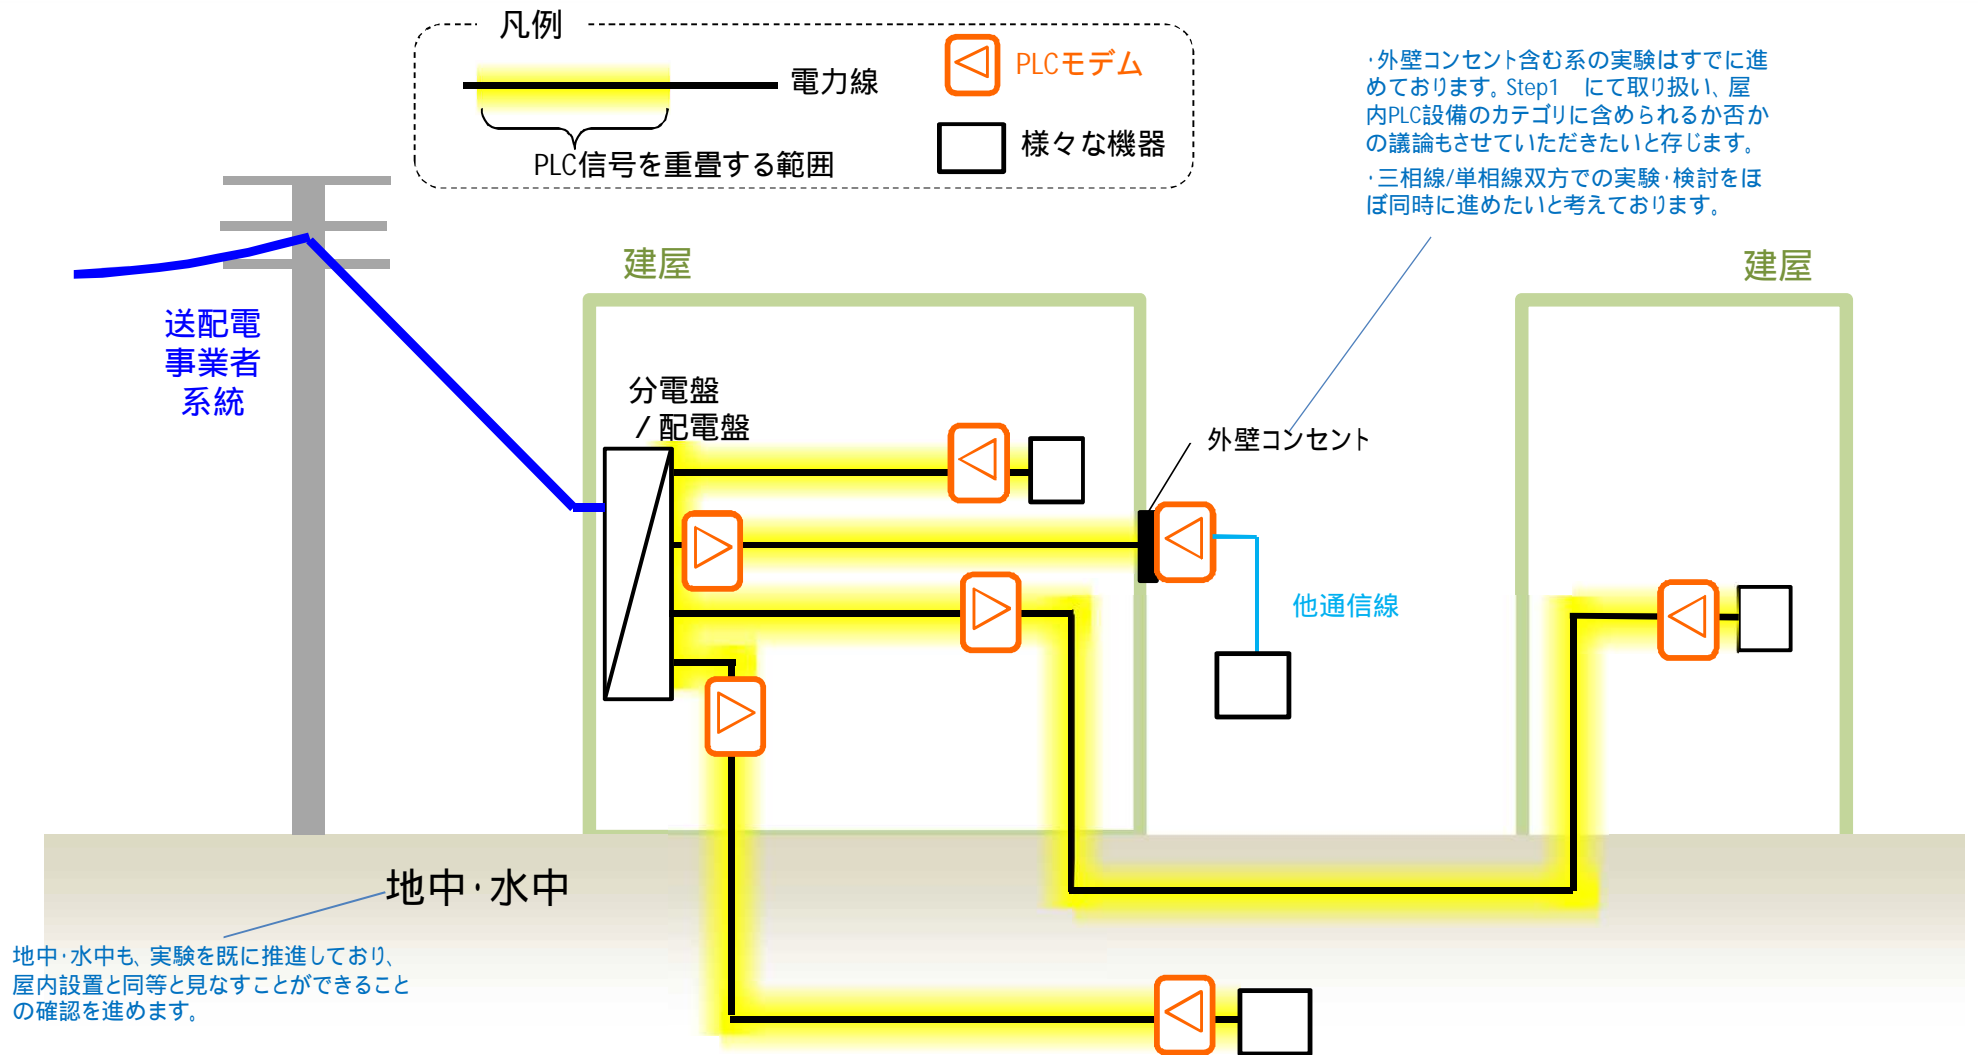 凡例
電力線
PLC信号を重畳する範囲
PLCモデム
様々な機器
・外壁コンセント含む系の実験はすでに進
めております。Step1　にて取り扱い、屋
内PLC設備のカテゴリに含められるか否か
の議論もさせていただきたいと存じます。
・三相線/単相線双方での実験・検討をほ
ぼ同時に進めたいと考えております。
建屋
建屋
送配電
事業者
系統
分電盤
/ 配電盤
外壁コンセント
他通信線
地中・水中
地中・水中も、実験を既に推進しており、
屋内設置と同等と見なすことができること
の確認を進めます。